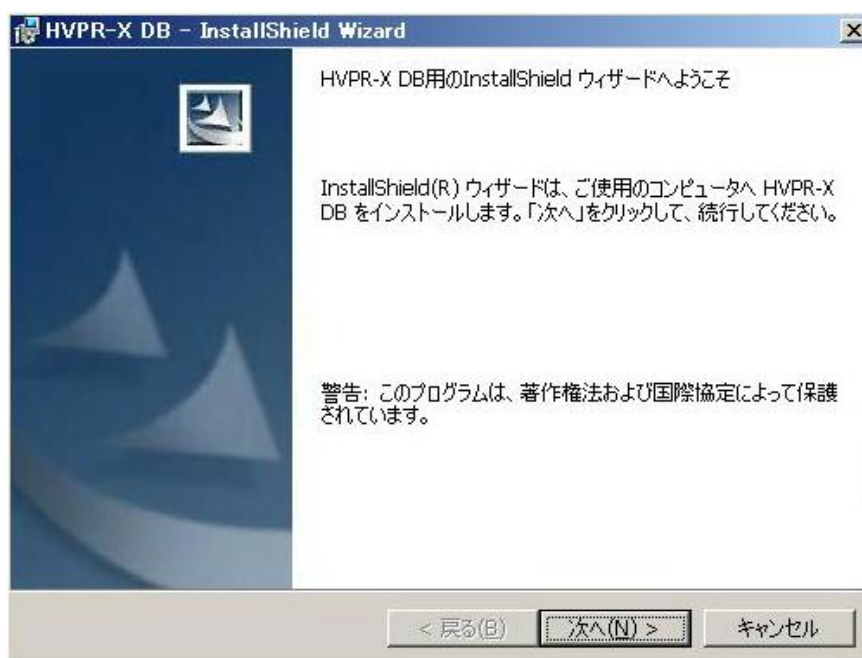 HVPR-X DB - InstallShield Wizard
HVPR-X DB用のInstallShield ウィザードへようこそ
InstallShield(R) ウィザードは、ご使用のコンピュータへ HVPR-X
DB をインストールします。「次へ」をクリックして、続行してください。
警告: このプログラムは、著作権法および国際協定によって保護
されています。
< 戻る(B)
次へ(N) >
キャンセル